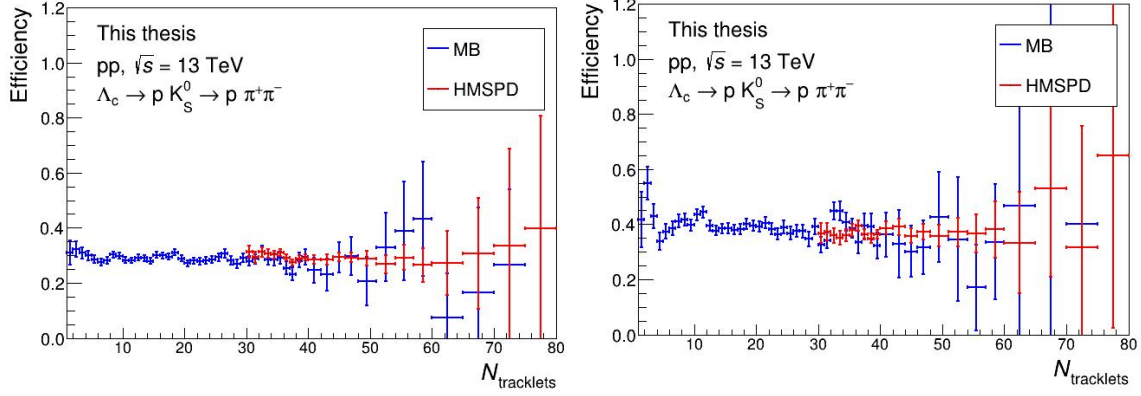 Efficiency
1.2
1.0
0.8
0.6
0.4
0.2
0.0
This thesis
pp, √s = 13 TeV
Λc → p K⁰S → p π⁺π⁻
MB
HMSPD
10 20 30 40 50 60 70 80
Ntracklets
Efficiency
1.2
1.0
0.8
0.6
0.4
0.2
0.0
This thesis
pp, √s = 13 TeV
Λc → p K⁰S → p π⁺π⁻
MB
HMSPD
10 20 30 40 50 60 70 80
Ntracklets